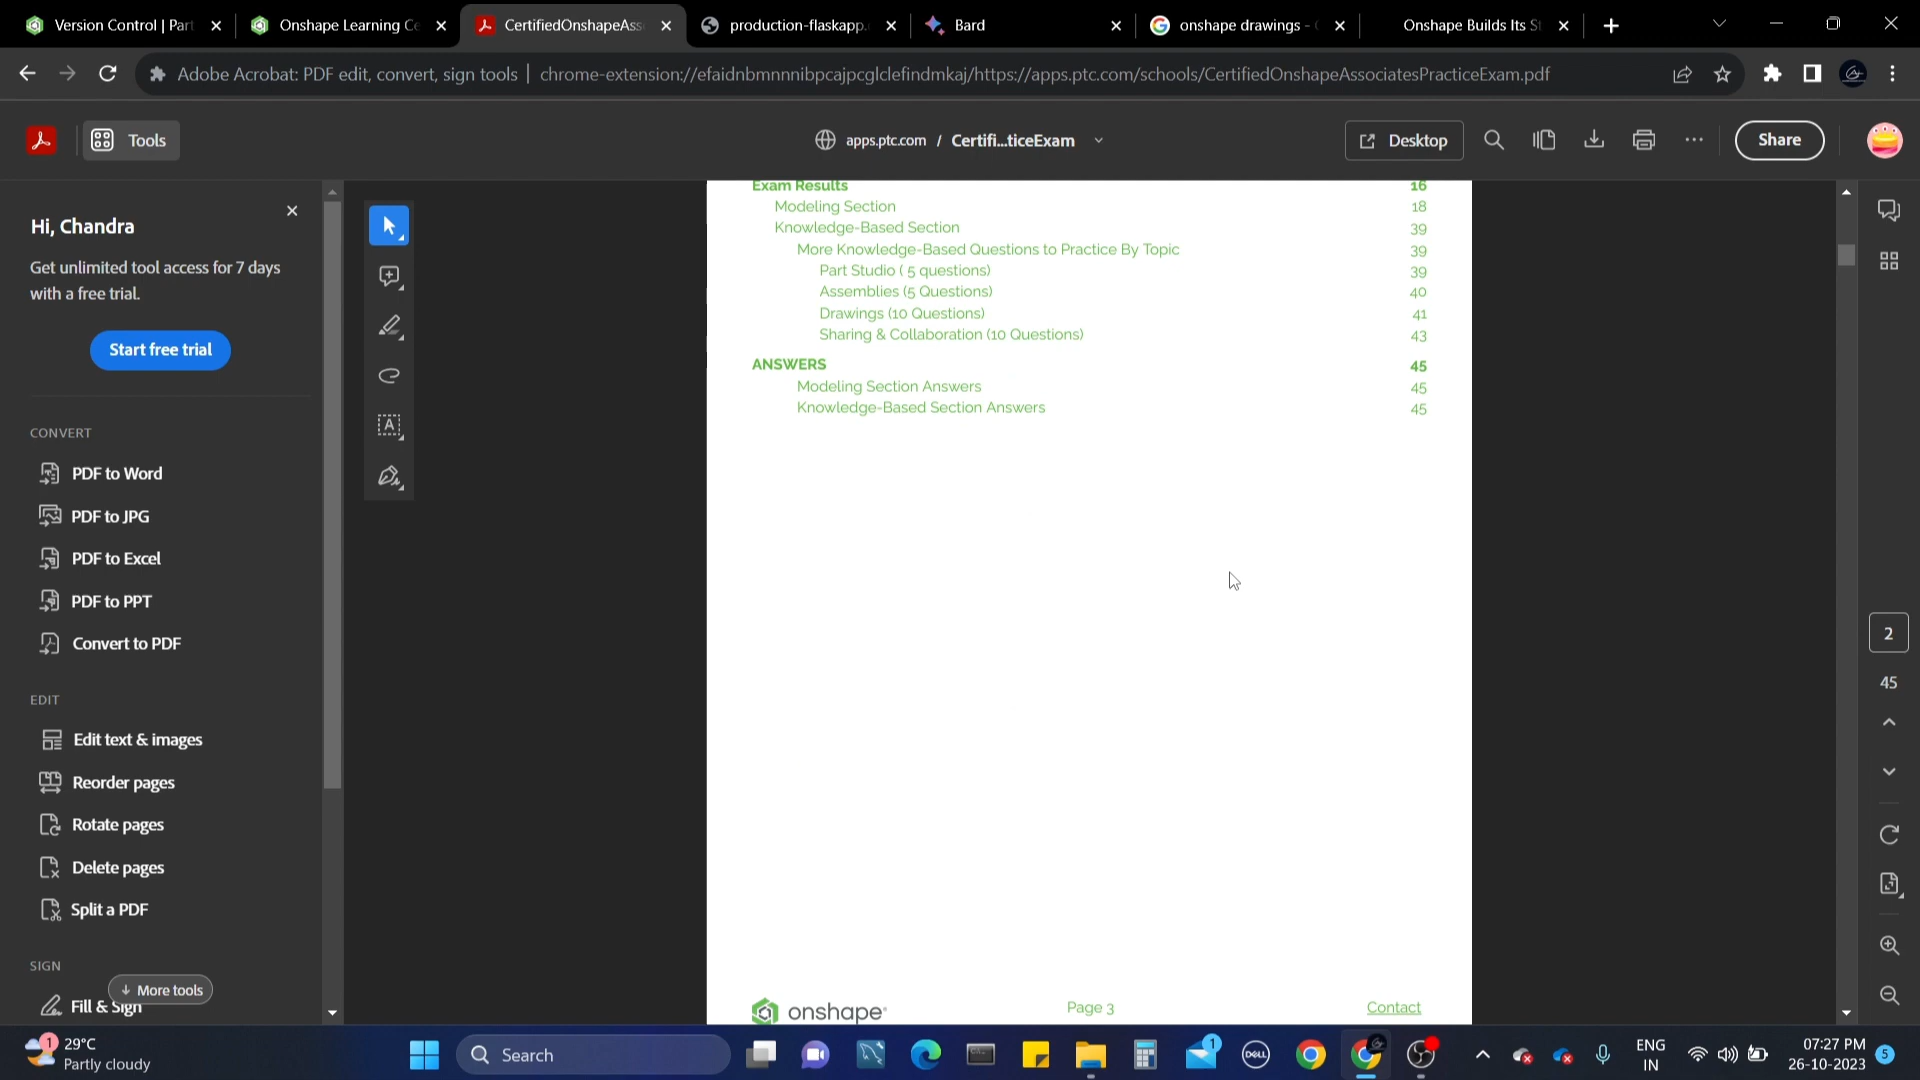 Version Control | Part
Onshape Learning Ce
CertifiedOnshapeAss
production-flaskapp.
Bard
onshape drawings -
Onshape Builds Its S
Adobe Acrobat: PDF edit, convert, sign tools
chrome-extension://efaidnbmnnnibpcajpcglclefindmkaj/https://apps.ptc.com/schools/CertifiedOnshapeAssociatesPracticeExam.pdf
Tools
apps.ptc.com / Certifi...ticeExam
Desktop
Share
Hi, Chandra
Get unlimited tool access for 7 days
with a free trial.
Start free trial
CONVERT
PDF to Word
PDF to JPG
PDF to Excel
PDF to PPT
Convert to PDF
EDIT
Edit text & images
Reorder pages
Rotate pages
Delete pages
Split a PDF
SIGN
More tools
Fill & Sign
Exam Results 16
Modeling Section 18
Knowledge-Based Section 39
More Knowledge-Based Questions to Practice By Topic 39
Part Studio ( 5 questions) 39
Assemblies (5 Questions) 40
Drawings (10 Questions) 41
Sharing & Collaboration (10 Questions) 43
ANSWERS 45
Modeling Section Answers 45
Knowledge-Based Section Answers 45
onshape
Page 3
Contact
2
45
1
29°C
Partly cloudy
Search
1
DELL
ENG
IN
07:27 PM
26-10-2023
5